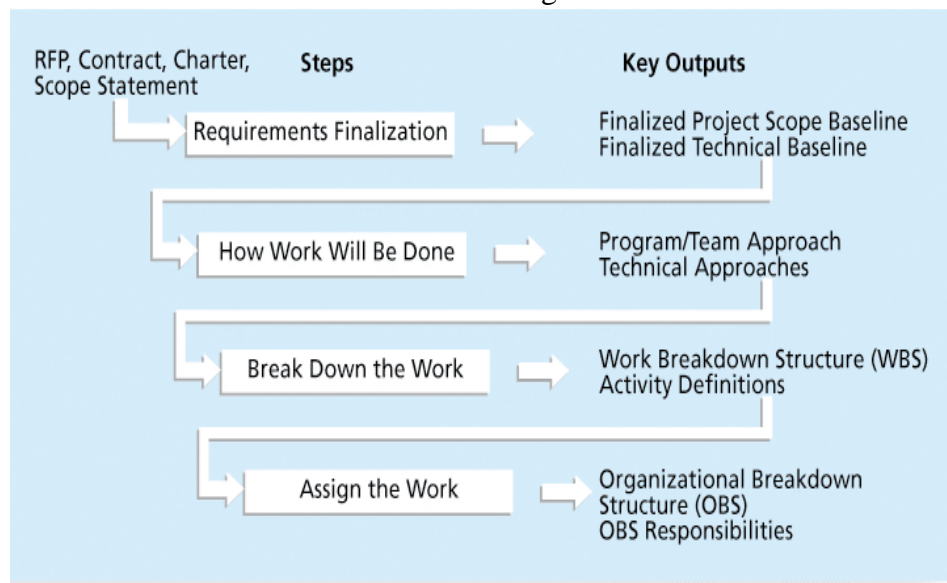 RFP, Contract, Charter,
Scope Statement
Steps
Key Outputs
Requirements Finalization
Finalized Project Scope Baseline
Finalized Technical Baseline
How Work Will Be Done
Program/Team Approach
Technical Approaches
Break Down the Work
Work Breakdown Structure (WBS)
Activity Definitions
Assign the Work
Organizational Breakdown
Structure (OBS)
OBS Responsibilities